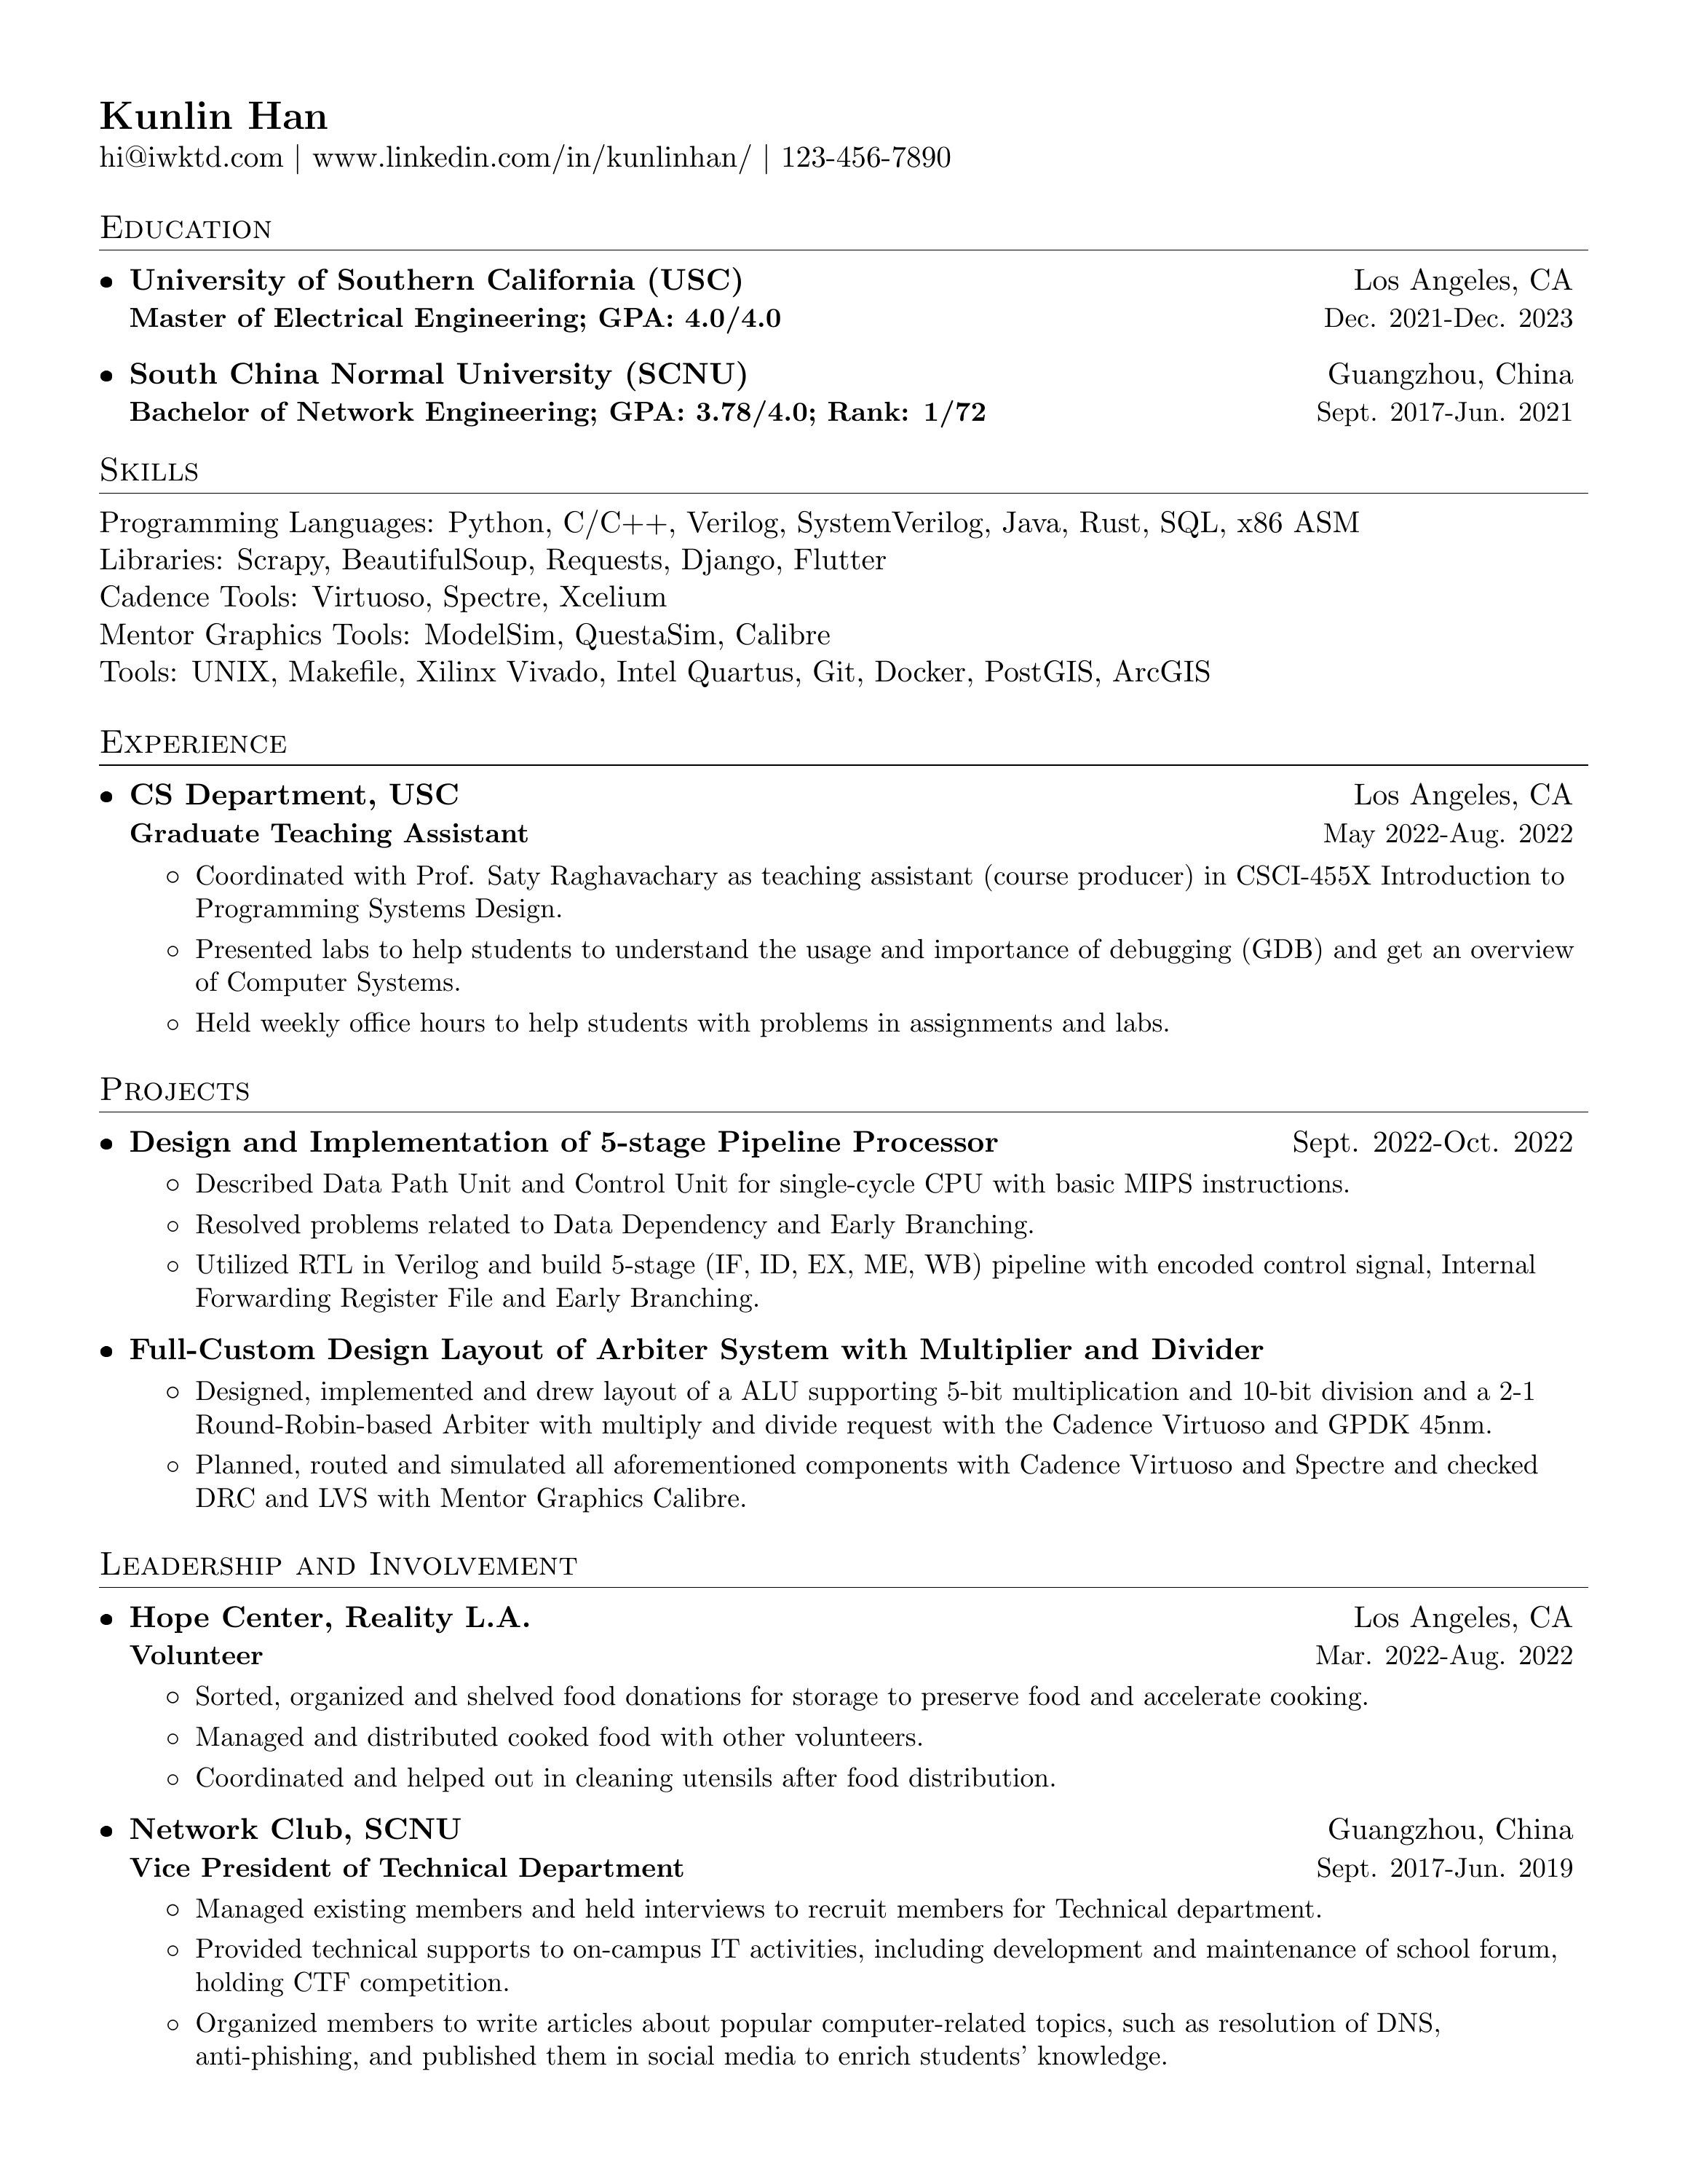 Kunlin Han
hi@iwktd.com | www.linkedin.com/in/kunlinhan/ | 123-456-7890
Education
• University of Southern California (USC) Los Angeles, CA
Master of Electrical Engineering; GPA: 4.0/4.0 Dec. 2021-Dec. 2023
• South China Normal University (SCNU) Guangzhou, China
Bachelor of Network Engineering; GPA: 3.78/4.0; Rank: 1/72 Sept. 2017-Jun. 2021
Skills
Programming Languages: Python, C/C++, Verilog, SystemVerilog, Java, Rust, SQL, x86 ASM
Libraries: Scrapy, BeautifulSoup, Requests, Django, Flutter
Cadence Tools: Virtuoso, Spectre, Xcelium
Mentor Graphics Tools: ModelSim, QuestaSim, Calibre
Tools: UNIX, Makefile, Xilinx Vivado, Intel Quartus, Git, Docker, PostGIS, ArcGIS
Experience
• CS Department, USC Los Angeles, CA
Graduate Teaching Assistant May 2022-Aug. 2022
◦ Coordinated with Prof. Saty Raghavachary as teaching assistant (course producer) in CSCI-455X Introduction to
Programming Systems Design.
◦ Presented labs to help students to understand the usage and importance of debugging (GDB) and get an overview
of Computer Systems.
◦ Held weekly office hours to help students with problems in assignments and labs.
Projects
• Design and Implementation of 5-stage Pipeline Processor Sept. 2022-Oct. 2022
◦ Described Data Path Unit and Control Unit for single-cycle CPU with basic MIPS instructions.
◦ Resolved problems related to Data Dependency and Early Branching.
◦ Utilized RTL in Verilog and build 5-stage (IF, ID, EX, ME, WB) pipeline with encoded control signal, Internal
Forwarding Register File and Early Branching.
• Full-Custom Design Layout of Arbiter System with Multiplier and Divider
◦ Designed, implemented and drew layout of a ALU supporting 5-bit multiplication and 10-bit division and a 2-1
Round-Robin-based Arbiter with multiply and divide request with the Cadence Virtuoso and GPDK 45nm.
◦ Planned, routed and simulated all aforementioned components with Cadence Virtuoso and Spectre and checked
DRC and LVS with Mentor Graphics Calibre.
Leadership and Involvement
• Hope Center, Reality L.A. Los Angeles, CA
Volunteer Mar. 2022-Aug. 2022
◦ Sorted, organized and shelved food donations for storage to preserve food and accelerate cooking.
◦ Managed and distributed cooked food with other volunteers.
◦ Coordinated and helped out in cleaning utensils after food distribution.
• Network Club, SCNU Guangzhou, China
Vice President of Technical Department Sept. 2017-Jun. 2019
◦ Managed existing members and held interviews to recruit members for Technical department.
◦ Provided technical supports to on-campus IT activities, including development and maintenance of school forum,
holding CTF competition.
◦ Organized members to write articles about popular computer-related topics, such as resolution of DNS,
anti-phishing, and published them in social media to enrich students' knowledge.